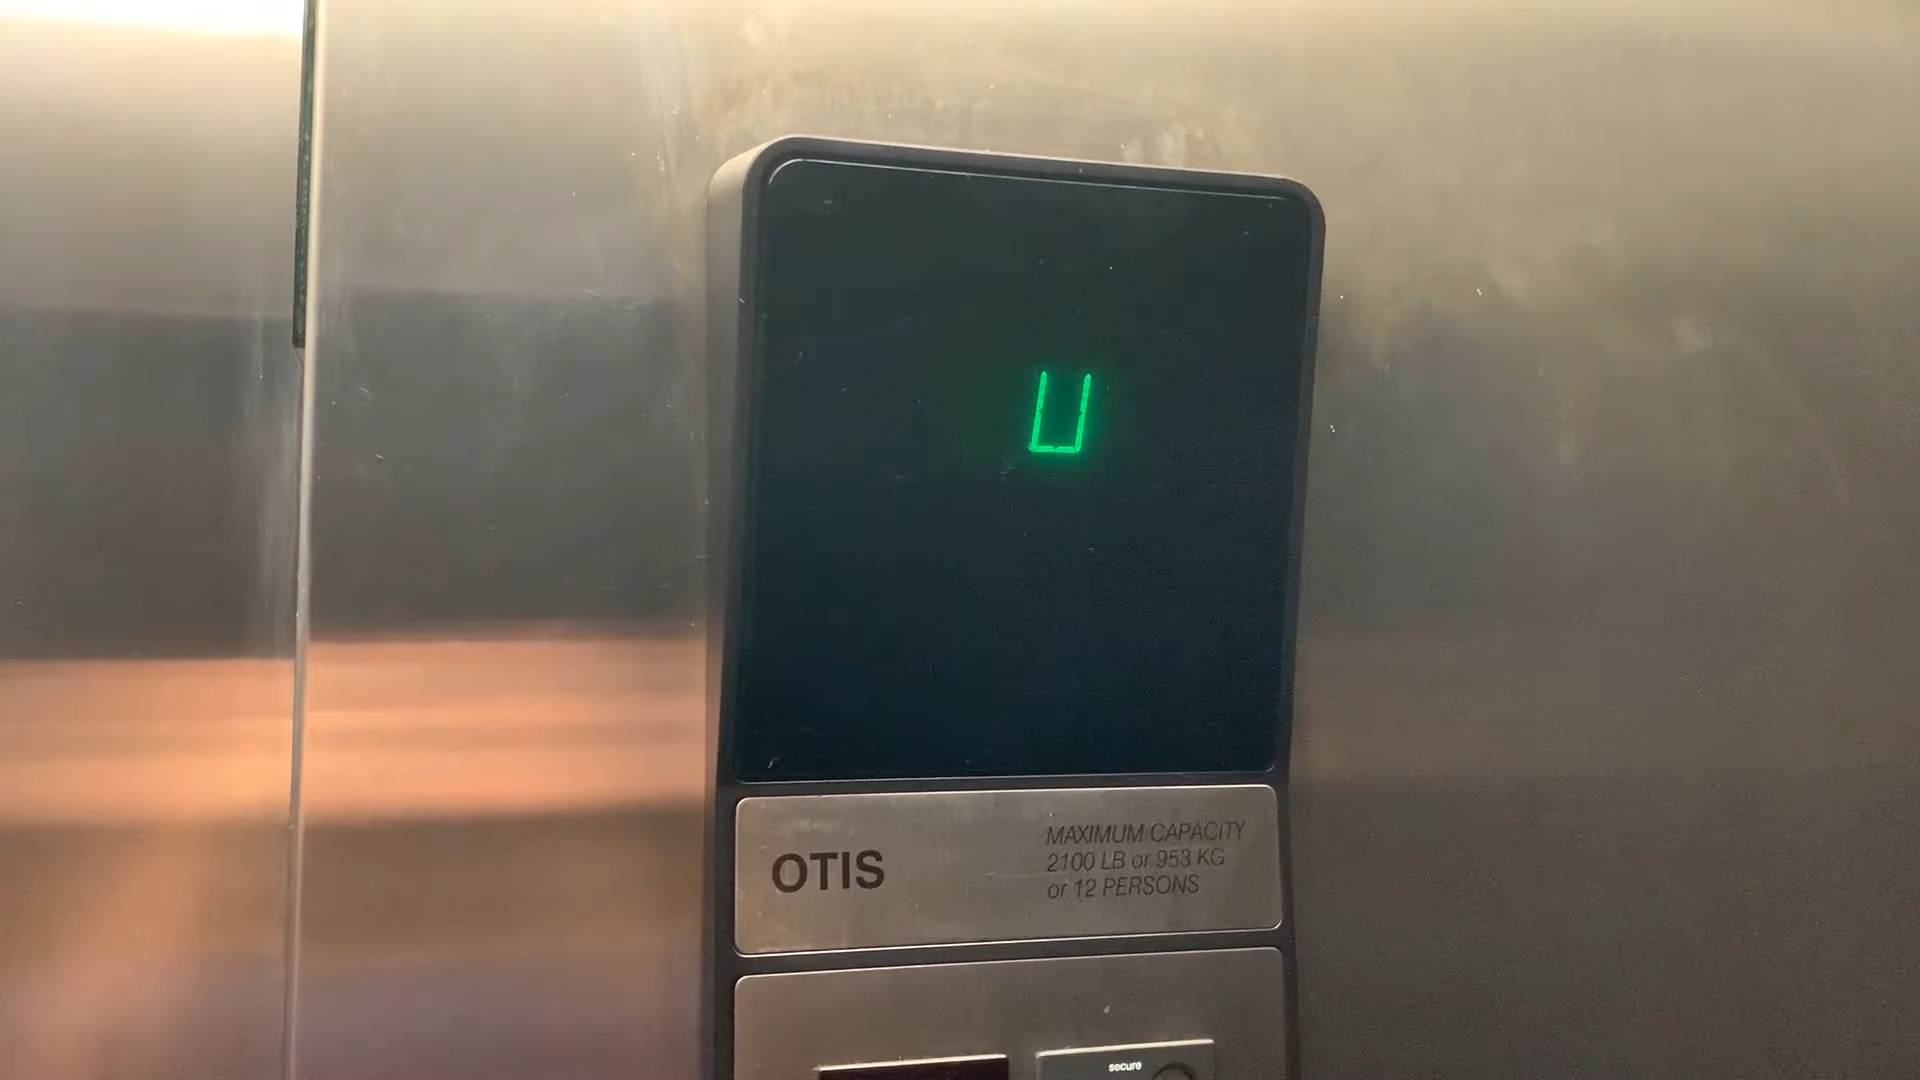 U
OTIS
MAXIMUM CAPACITY
2100 LB or 953 KG
or 12 PERSONS
secure